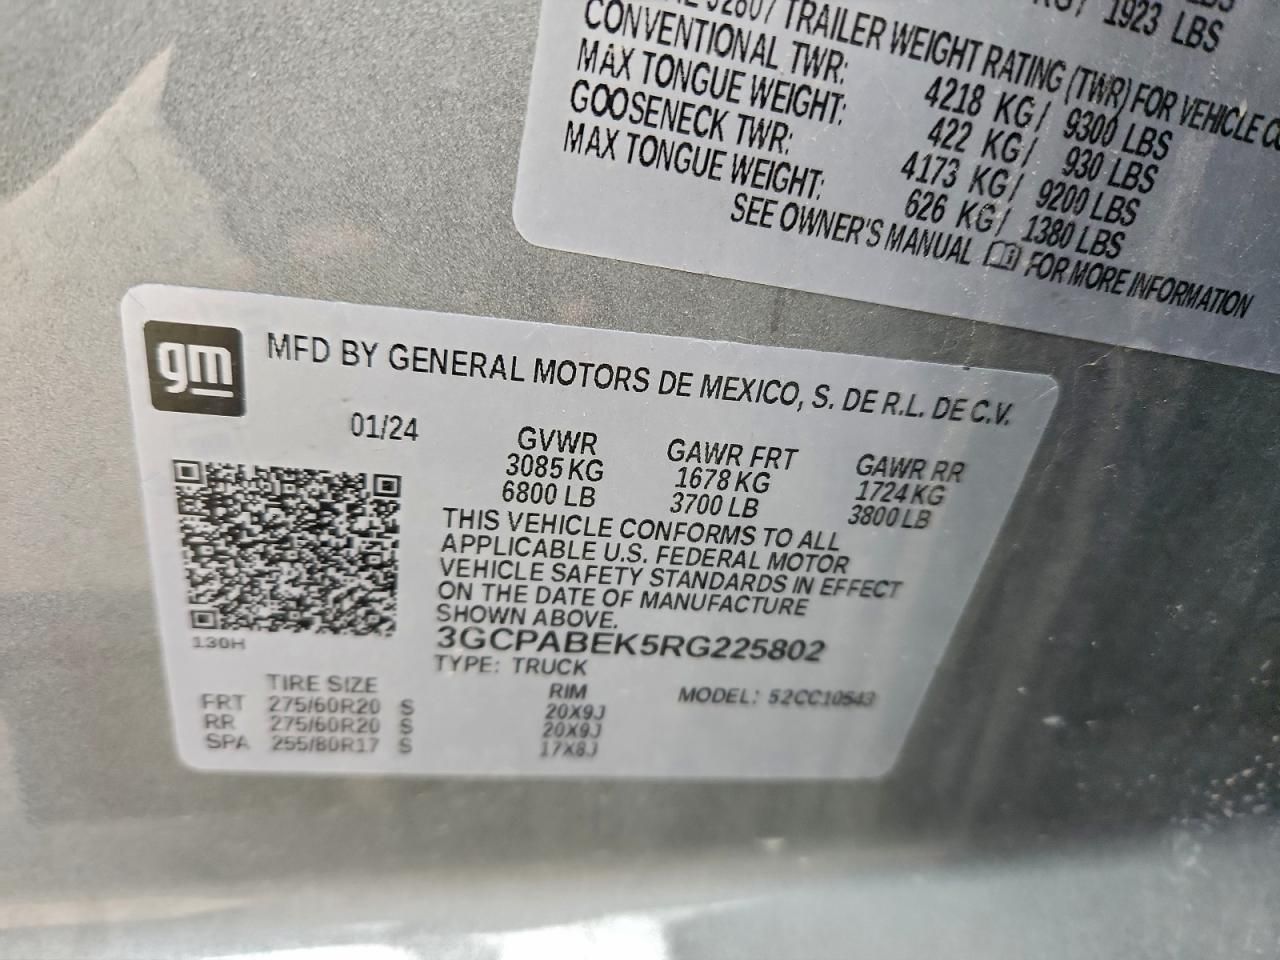 1923 LBS
TRAILER WEIGHT RATING (TWR) FOR VEHICLE
CONVENTIONAL TWR: 4218 KG/ 9300 LBS
MAX TONGUE WEIGHT: 422 KG/ 930 LBS
GOOSENECK TWR: 4173 KG/ 9200 LBS
MAX TONGUE WEIGHT: 626 KG/ 1380 LBS
SEE OWNER'S MANUAL FOR MORE INFORMATION
gm
MFD BY GENERAL MOTORS DE MEXICO, S. DE R.L. DE C.V.
01/24
GVWR GAWR FRT GAWR RR
3085 KG 1678 KG 1724 KG
6800 LB 3700 LB 3800 LB
THIS VEHICLE CONFORMS TO ALL
APPLICABLE U.S. FEDERAL MOTOR
VEHICLE SAFETY STANDARDS IN EFFECT
ON THE DATE OF MANUFACTURE
SHOWN ABOVE.
130H
3GCPABEK5RG225802
TYPE: TRUCK
MODEL: 52CC10543
TIRE SIZE RIM
FRT 275/60R20 S 20X9J
RR 275/60R20 S 20X9J
SPA 255/80R17 S 17X8J